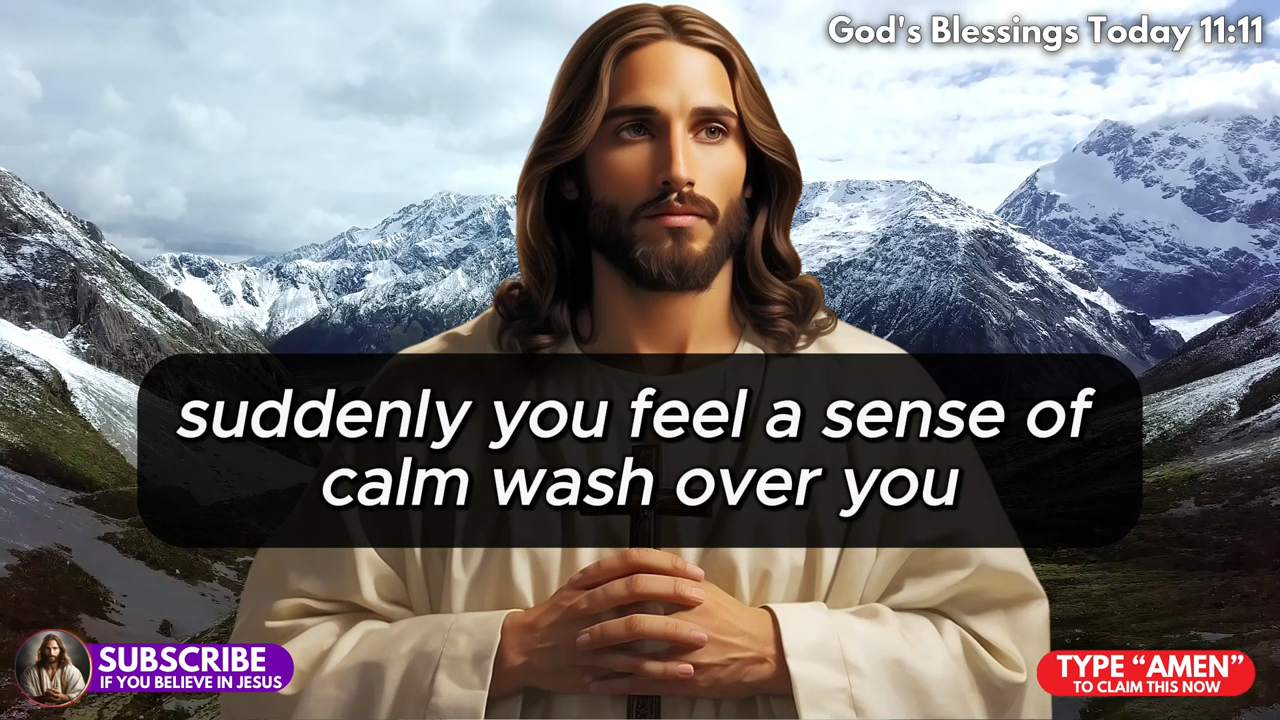 God's Blessings Today 11:11
suddenly you feel a sense of
calm wash over you
SUBSCRIBE
IF YOU BELIEVE IN JESUS
TYPE “AMEN”
TO CLAIM THIS NOW